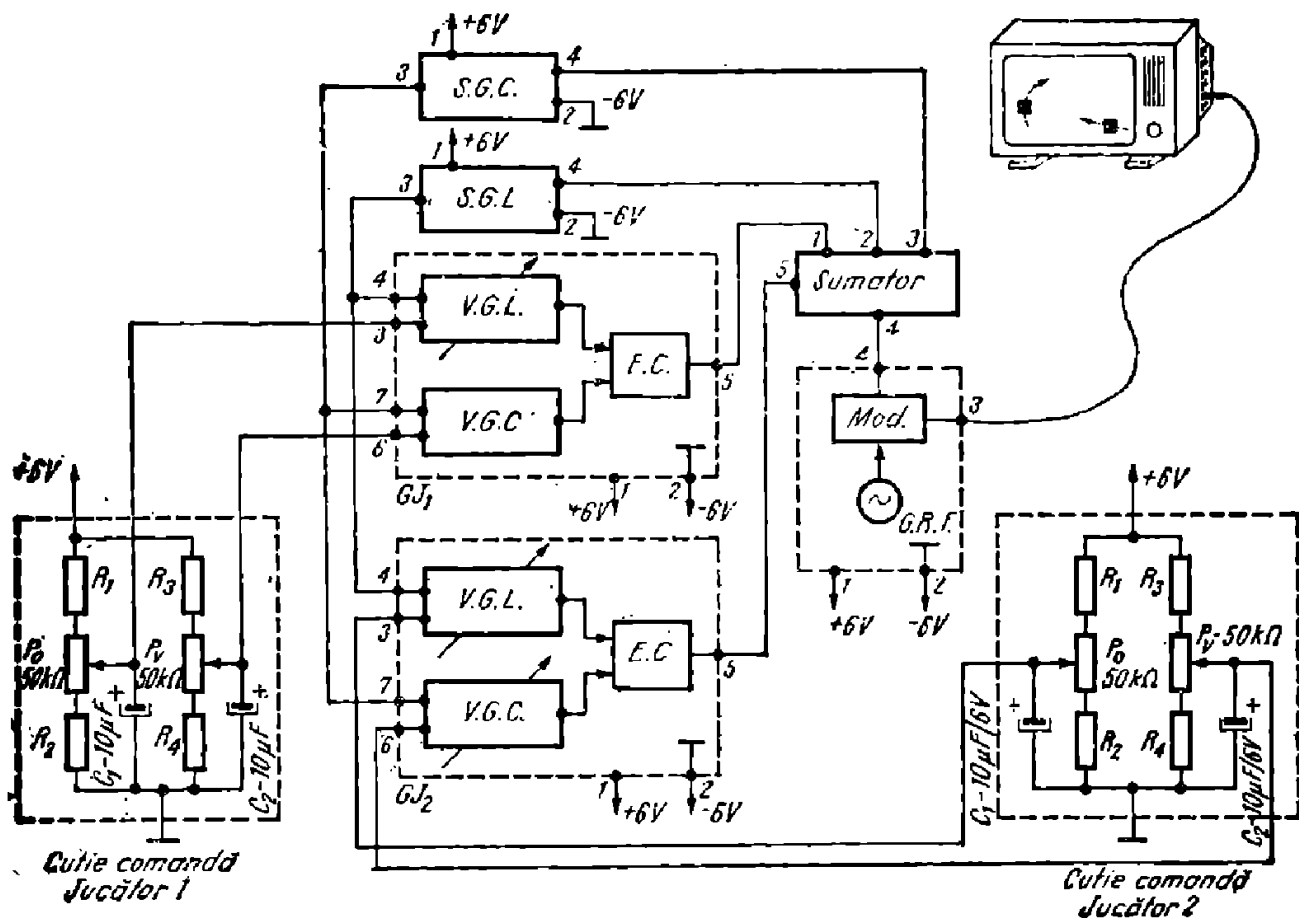 +6V
1
3
S.G.C.
4
-6V
2
+6V
1
3
S.G.L
4
-6V
2
1
2
3
5
Sumator
4
4
V.G.L.
3
5
7
V.G.C
6
GJ1
1
+6V
2
-6V
Mod.
3
G.R.F.
1
+6V
2
-6V
4
V.G.L.
3
E.C
5
7
V.G.C.
6
GJ2
1
+6V
2
-6V
+6V
R1
R3
P0
50kΩ
Pv
50kΩ
+
+
R2
R4
C1-10µF
C2-10µF
Cutie comandă
Jucător 1
+6V
R1
R3
P0
50kΩ
Pv-50kΩ
+
+
R2
R4
C1-10µF/6V
C2-10µF/6V
Cutie comandă
Jucător 2